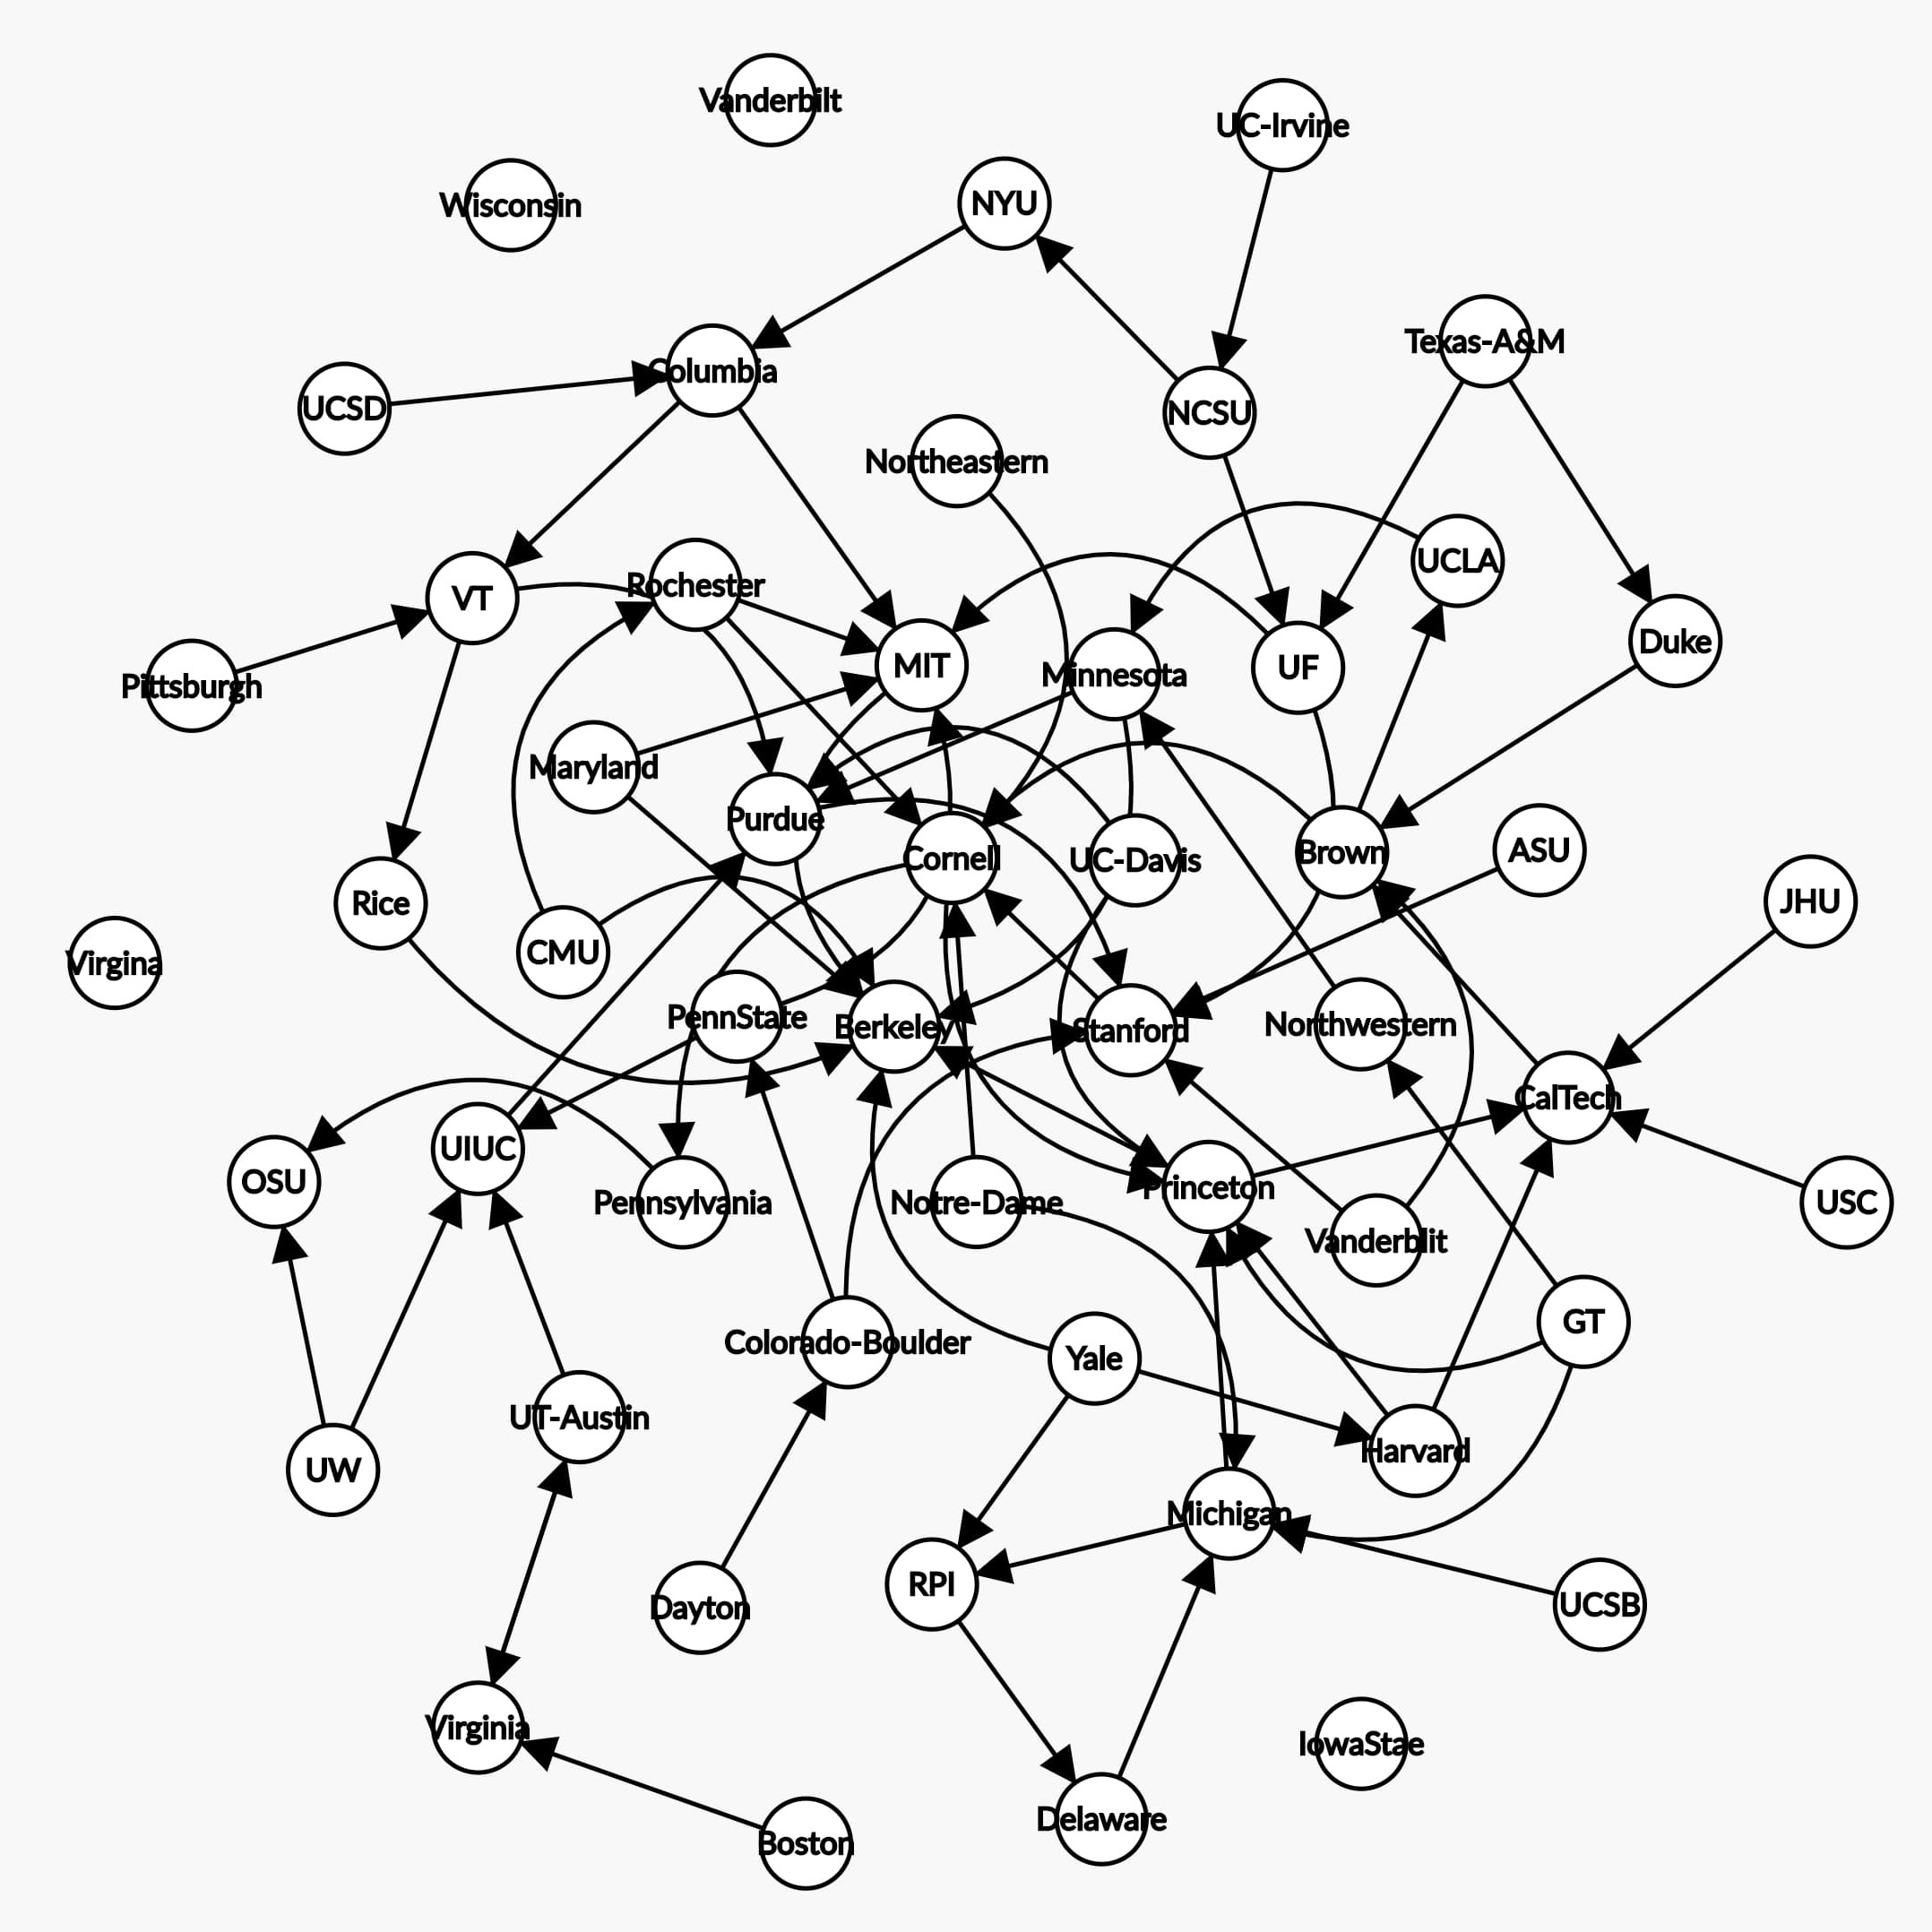 Vanderbilt
UC-Irvine
Wisconsin
NYU
Texas-A&M
Columbia
UCSD
NCSU
Northeastern
UCLA
Rochester
VT
Duke
MIT
UF
Minnesota
Pittsburgh
Maryland
Purdue
ASU
Brown
Cornell
UC-Davis
JHU
Rice
CMU
Virgina
PennState
Northwestern
Berkeley
Stanford
CalTech
UIUC
OSU
Princeton
Pennsylvania
Notre-Dame
USC
Vanderblit
GT
Colorado-Boulder
Yale
UT-Austin
Harvard
UW
Michigan
RPI
UCSB
Dayton
Virginia
IowaStae
Delaware
Boston